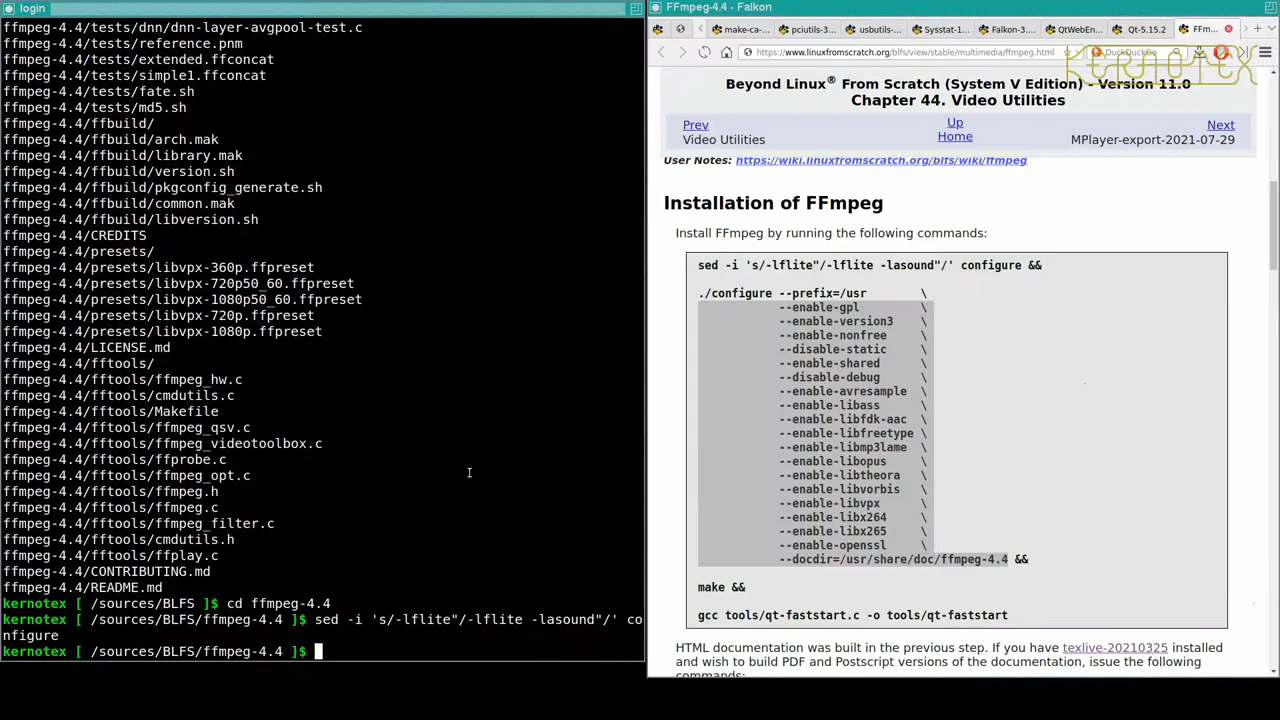 login
ffmpeg-4.4/tests/dnn/dnn-layer-avgpool-test.c
ffmpeg-4.4/tests/reference.pnm
ffmpeg-4.4/tests/extended.ffconcat
ffmpeg-4.4/tests/simple1.ffconcat
ffmpeg-4.4/tests/fate.sh
ffmpeg-4.4/tests/md5.sh
ffmpeg-4.4/ffbuild/
ffmpeg-4.4/ffbuild/arch.mak
ffmpeg-4.4/ffbuild/library.mak
ffmpeg-4.4/ffbuild/version.sh
ffmpeg-4.4/ffbuild/pkgconfig_generate.sh
ffmpeg-4.4/ffbuild/common.mak
ffmpeg-4.4/ffbuild/libversion.sh
ffmpeg-4.4/CREDITS
ffmpeg-4.4/presets/
ffmpeg-4.4/presets/libvpx-360p.ffpreset
ffmpeg-4.4/presets/libvpx-720p50_60.ffpreset
ffmpeg-4.4/presets/libvpx-1080p50_60.ffpreset
ffmpeg-4.4/presets/libvpx-720p.ffpreset
ffmpeg-4.4/presets/libvpx-1080p.ffpreset
ffmpeg-4.4/LICENSE.md
ffmpeg-4.4/fftools/
ffmpeg-4.4/fftools/ffmpeg_hw.c
ffmpeg-4.4/fftools/cmdutils.c
ffmpeg-4.4/fftools/Makefile
ffmpeg-4.4/fftools/ffmpeg_qsv.c
ffmpeg-4.4/fftools/ffmpeg_videotoolbox.c
ffmpeg-4.4/fftools/ffprobe.c
ffmpeg-4.4/fftools/ffmpeg_opt.c
ffmpeg-4.4/fftools/ffmpeg.h
ffmpeg-4.4/fftools/ffmpeg.c
ffmpeg-4.4/fftools/ffmpeg_filter.c
ffmpeg-4.4/fftools/cmdutils.h
ffmpeg-4.4/fftools/ffplay.c
ffmpeg-4.4/CONTRIBUTING.md
ffmpeg-4.4/README.md
kernotex [ /sources/BLFS ]$ cd ffmpeg-4.4
kernotex [ /sources/BLFS/ffmpeg-4.4 ]$ sed -i 's/-lflite"/-lflite -lasound"/' co
nfigure
kernotex [ /sources/BLFS/ffmpeg-4.4 ]$
FFmpeg-4.4 - Falkon
make-ca-... pciutils-3... usbutils-... Sysstat-1... Falkon-3.... QtWebEn... Qt-5.15.2 FFm...
https://www.linuxfromscratch.org/blfs/view/stable/multimedia/ffmpeg.html DuckDuckGo
KERNOTEX
Beyond Linux® From Scratch (System V Edition) - Version 11.0
Chapter 44. Video Utilities
Prev Up Next
Video Utilities Home MPlayer-export-2021-07-29
User Notes: https://wiki.linuxfromscratch.org/blfs/wiki/ffmpeg
Installation of FFmpeg
Install FFmpeg by running the following commands:
sed -i 's/-lflite"/-lflite -lasound"/' configure &&
./configure --prefix=/usr \
--enable-gpl \
--enable-version3 \
--enable-nonfree \
--disable-static \
--enable-shared \
--disable-debug \
--enable-avresample \
--enable-libass \
--enable-libfdk-aac \
--enable-libfreetype \
--enable-libmp3lame \
--enable-libopus \
--enable-libtheora \
--enable-libvorbis \
--enable-libvpx \
--enable-libx264 \
--enable-libx265 \
--enable-openssl \
--docdir=/usr/share/doc/ffmpeg-4.4 &&
make &&
gcc tools/qt-faststart.c -o tools/qt-faststart
HTML documentation was built in the previous step. If you have texlive-20210325 installed
and wish to build PDF and Postscript versions of the documentation, issue the following
commands: